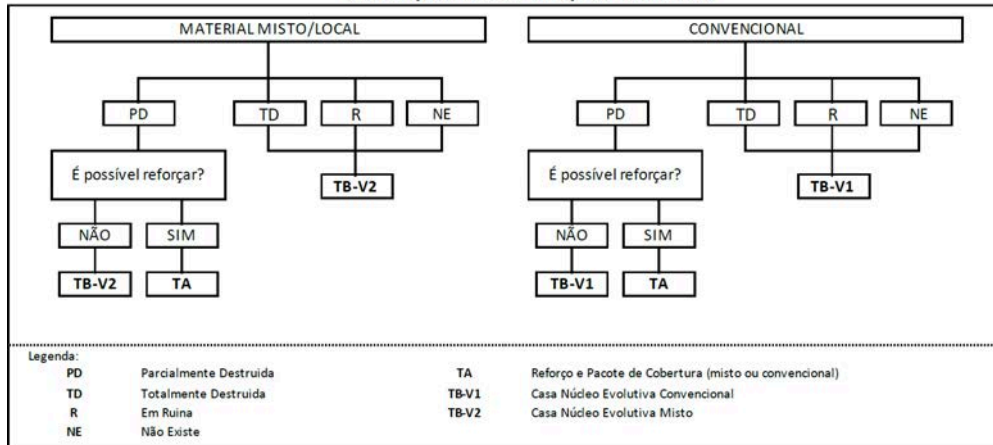 MATERIAL MISTO/LOCAL
CONVENCIONAL
PD
TD
R
NE
PD
TD
R
NE
É possível reforçar?
TB-V2
É possível reforçar?
TB-V1
NÃO
SIM
NÃO
SIM
TB-V2
TA
TB-V1
TA
Legenda:
PD Parcialmente Destruida TA Reforço e Pacote de Cobertura (misto ou convencional)
TD Totalmente Destruida TB-V1 Casa Núcleo Evolutiva Convencional
R Em Ruina TB-V2 Casa Núcleo Evolutiva Misto
NE Não Existe